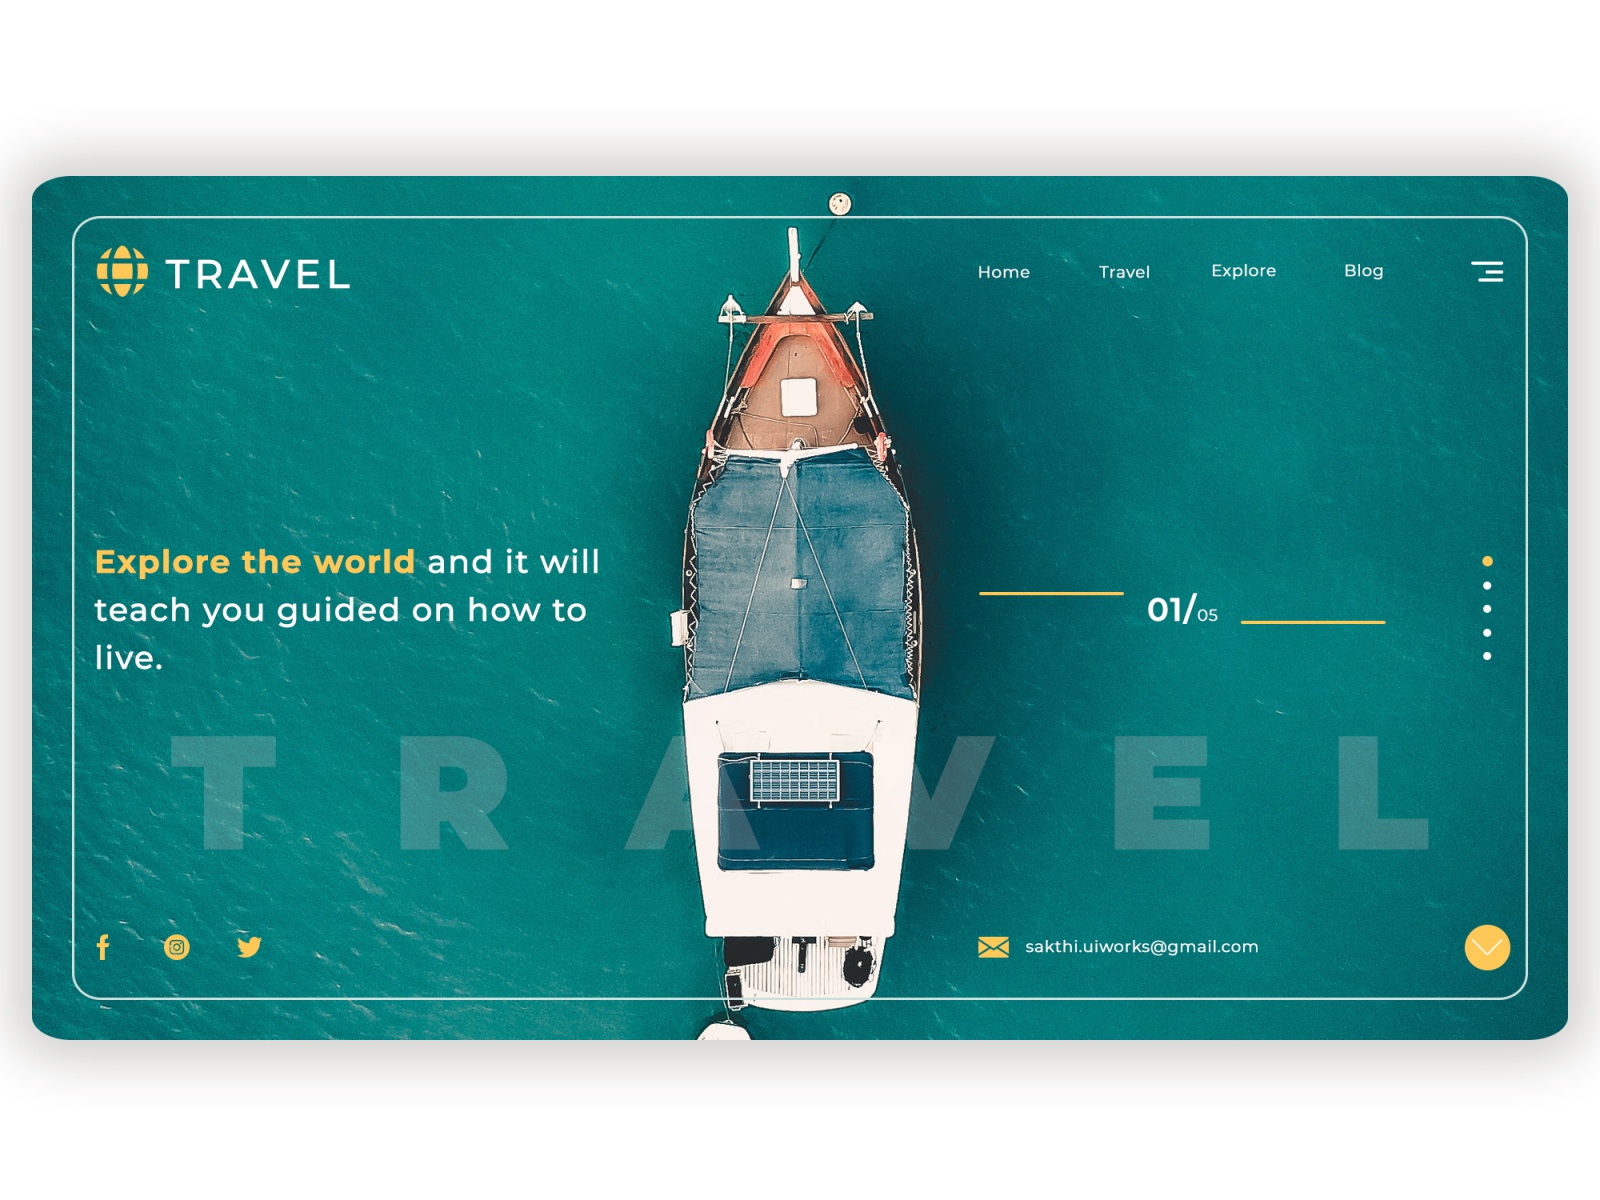 TRAVEL
Home Travel Explore Blog
Explore the world and it will
teach you guided on how to
live.
01/05
TRAVEL
sakthi.uiworks@gmail.com